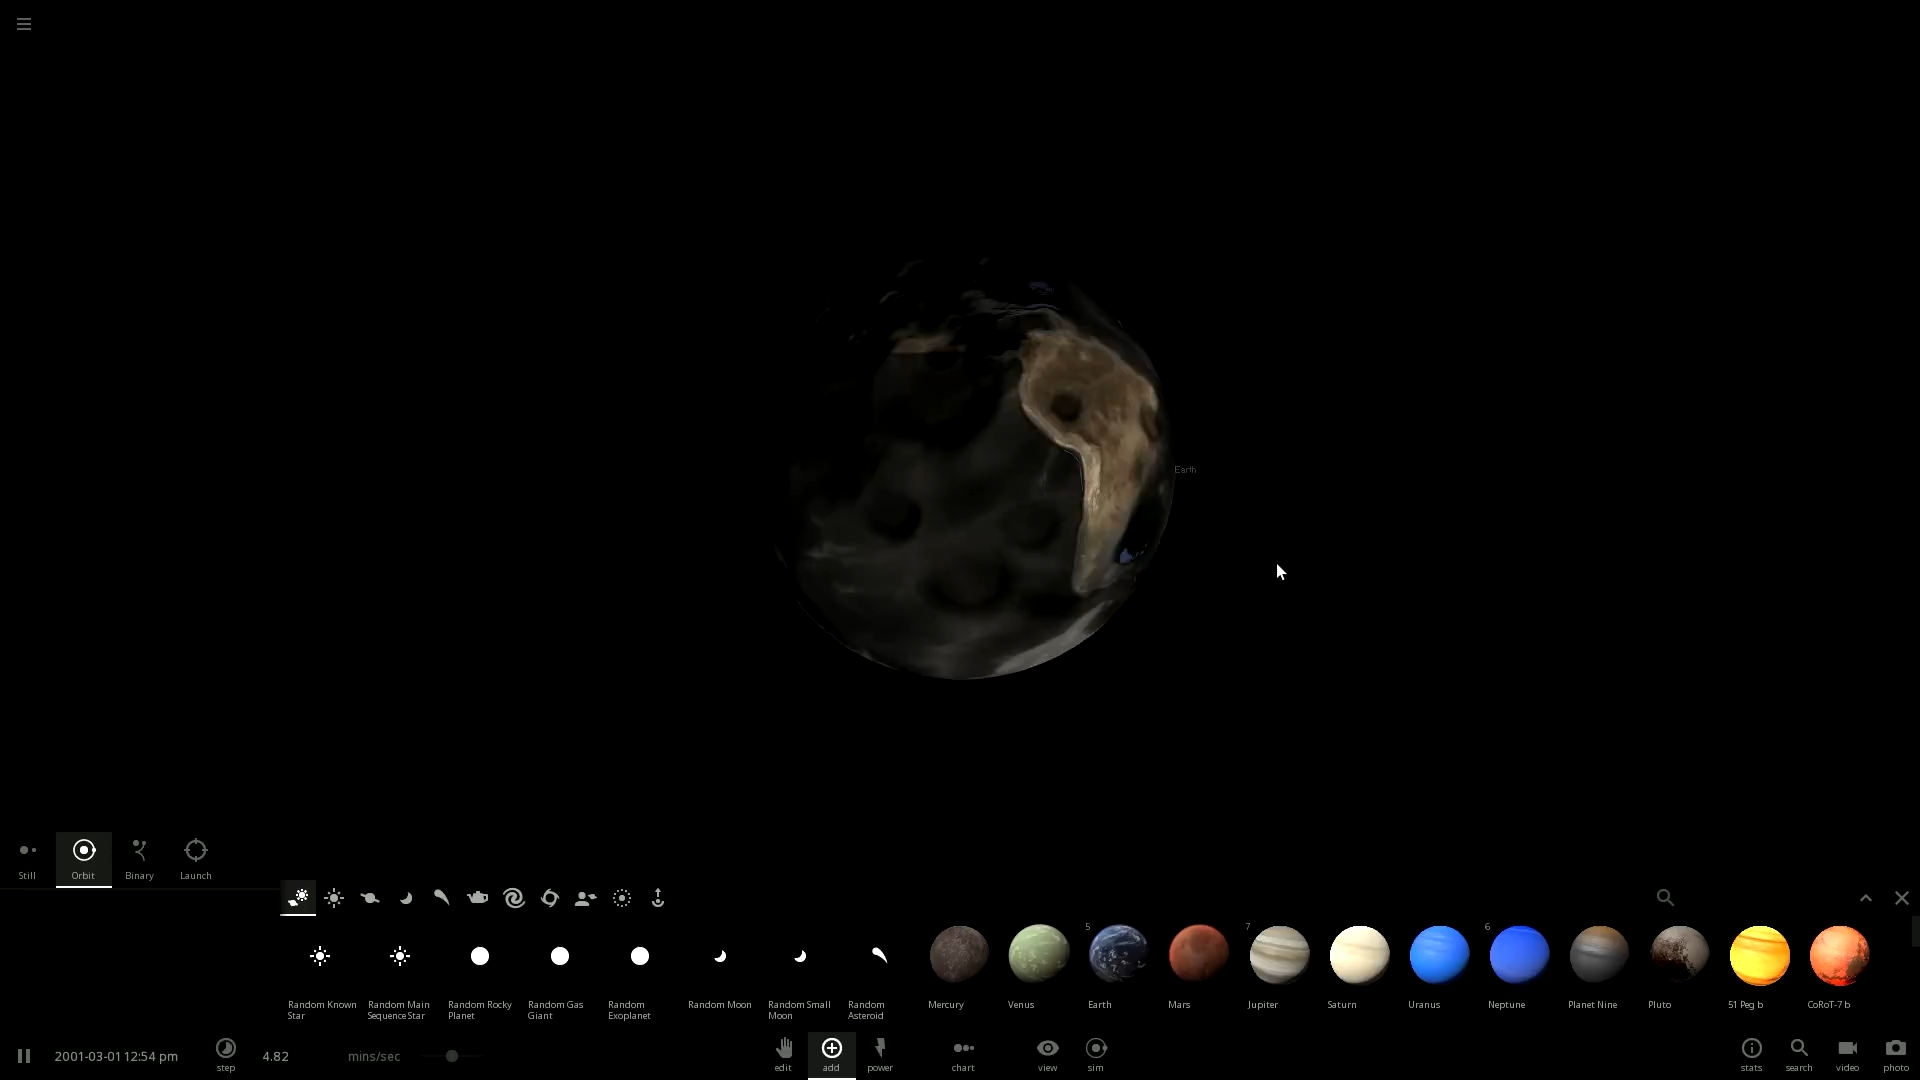 Earth
Still
Orbit
Binary
Launch
5
7
6
Random Known
Star
Random Main
Sequence Star
Random Rocky
Planet
Random Gas
Giant
Random
Exoplanet
Random Moon
Random Small
Moon
Random
Asteroid
Mercury
Venus
Earth
Mars
Jupiter
Saturn
Uranus
Neptune
Planet Nine
Pluto
51 Peg b
CoRoT-7 b
2001-03-01 12:54 pm
step
4.82
mins/sec
edit
add
power
chart
view
sim
stats
search
video
photo